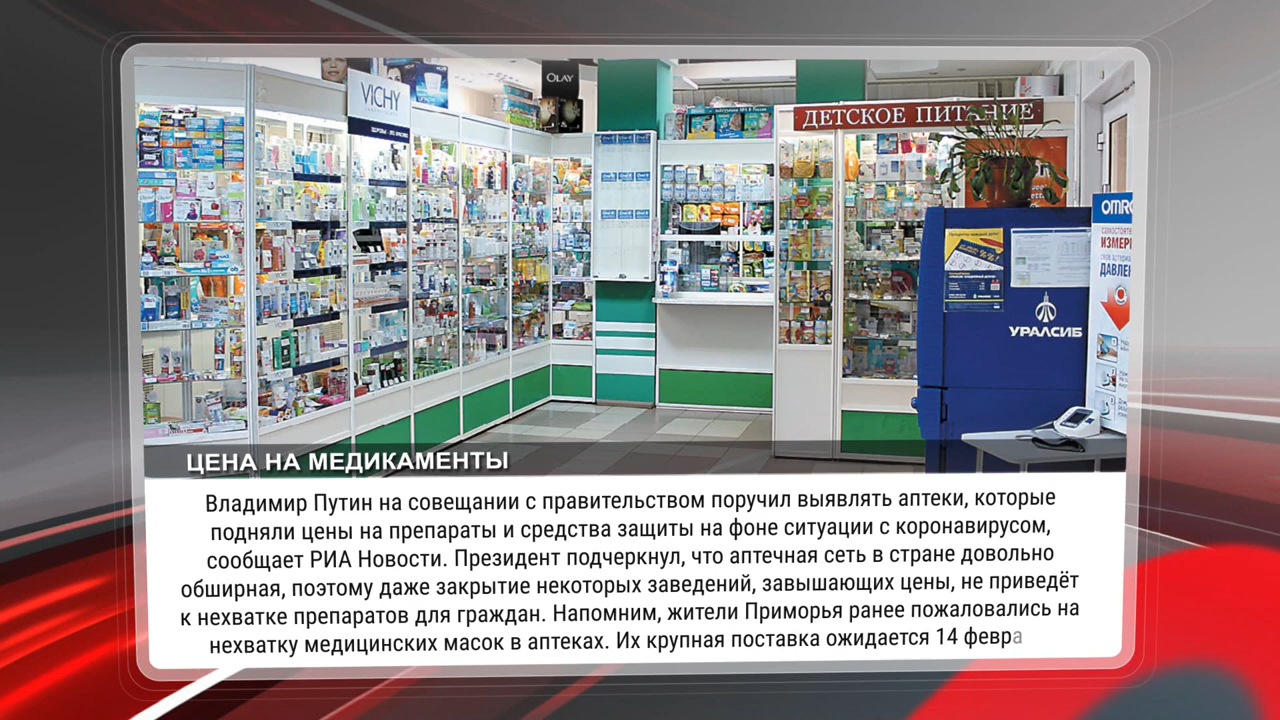 OLAY
VICHY
ДЕТСКОЕ ПИТАНИЕ
OMRO
САМОСТОЯТЕ
ИЗМЕРИ
ДАВЛЕН
УРАЛСИБ
ЦЕНА НА МЕДИКАМЕНТЫ
Владимир Путин на совещании с правительством поручил выявлять аптеки, которые
подняли цены на препараты и средства защиты на фоне ситуации с коронавирусом,
сообщает РИА Новости. Президент подчеркнул, что аптечная сеть в стране довольно
обширная, поэтому даже закрытие некоторых заведений, завышающих цены, не приведёт
к нехватке препаратов для граждан. Напомним, жители Приморья ранее пожаловались на
нехватку медицинских масок в аптеках. Их крупная поставка ожидается 14 февра